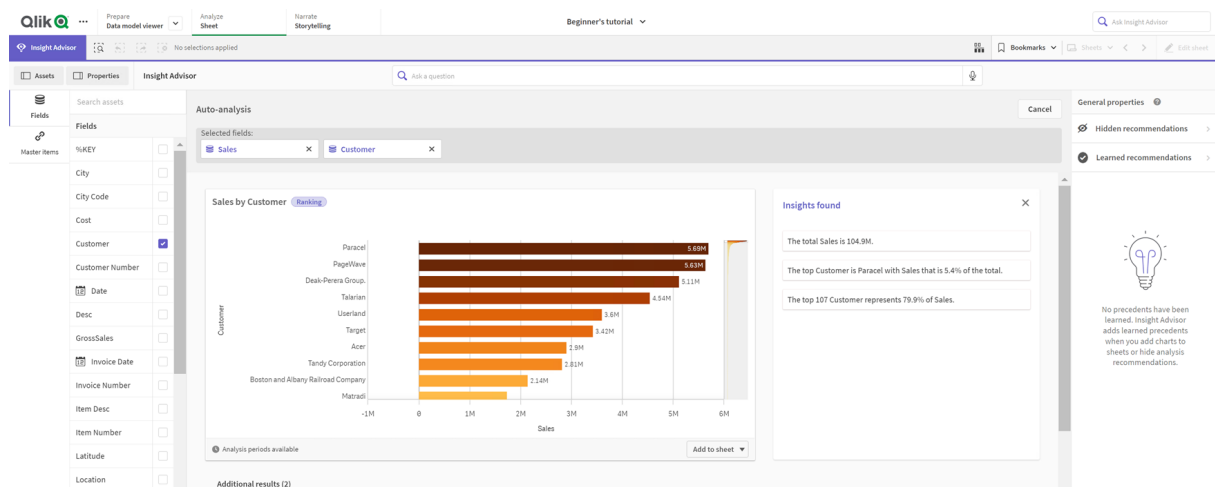 Qlik
Prepare
Data model viewer
Analyze
Sheet
Narrate
Storytelling
Beginner's tutorial
Ask Insight Advisor
Insight Advisor
No selections applied
Bookmarks
Sheets
Edit sheet
Assets
Properties
Insight Advisor
Ask a question
Fields
Master items
Search assets
Fields
%KEY
City
City Code
Cost
Customer
Customer Number
Date
Desc
GrossSales
Invoice Date
Invoice Number
Item Desc
Item Number
Latitude
Location
Auto-analysis
Cancel
Selected fields:
Sales
Customer
Sales by Customer
Ranking
Customer
Paracel
5.69M
PageWave
5.63M
Deak-Perera Group.
5.11M
Talarian
4.54M
Userland
3.6M
Target
3.42M
Acer
2.9M
Tandy Corporation
2.81M
Boston and Albany Railroad Company
2.14M
Matradi
-1M 0 1M 2M 3M 4M 5M 6M
Sales
Analysis periods available
Add to sheet
Additional results (2)
Insights found
The total Sales is 104.9M.
The top Customer is Paracel with Sales that is 5.4% of the total.
The top 107 Customer represents 79.9% of Sales.
General properties
Hidden recommendations
Learned recommendations
No precedents have been
learned. Insight Advisor
adds learned precedents
when you add charts to
sheets or hide analysis
recommendations.